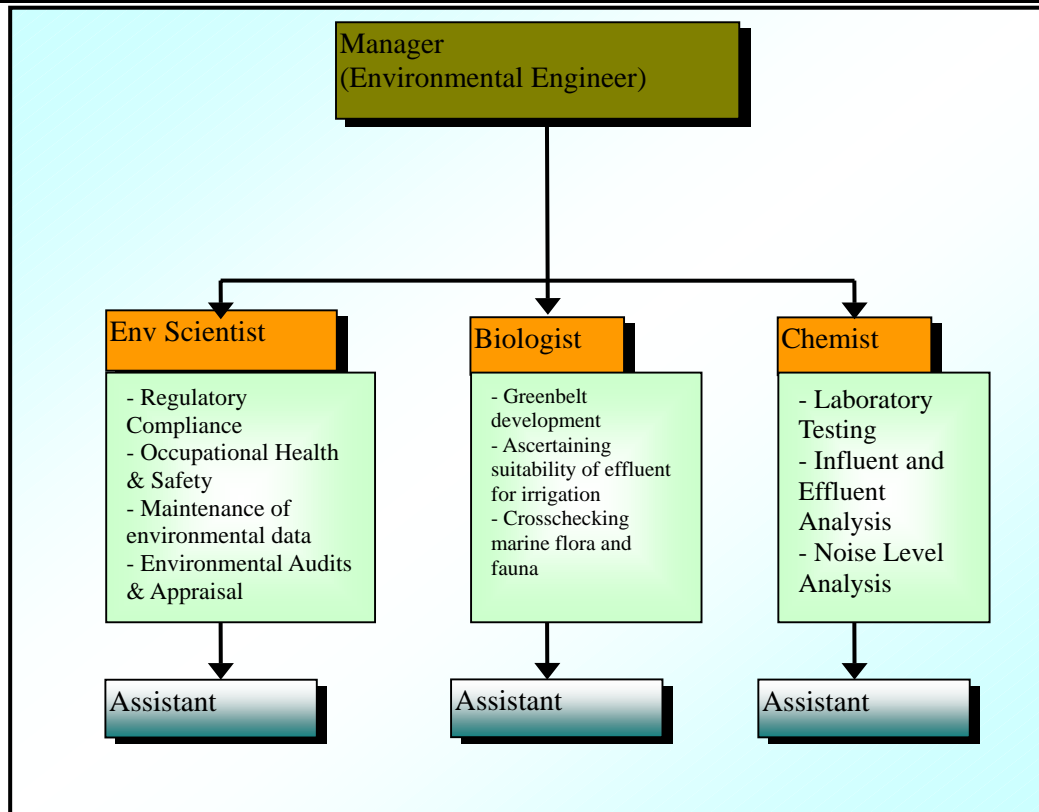 Manager
(Environmental Engineer)
Env Scientist
- Regulatory
Compliance
- Occupational Health
& Safety
- Maintenance of
environmental data
- Environmental Audits
& Appraisal
Assistant
Biologist
- Greenbelt
development
- Ascertaining
suitability of effluent
for irrigation
- Crosschecking
marine flora and
fauna
Assistant
Chemist
- Laboratory
Testing
- Influent and
Effluent
Analysis
- Noise Level
Analysis
Assistant